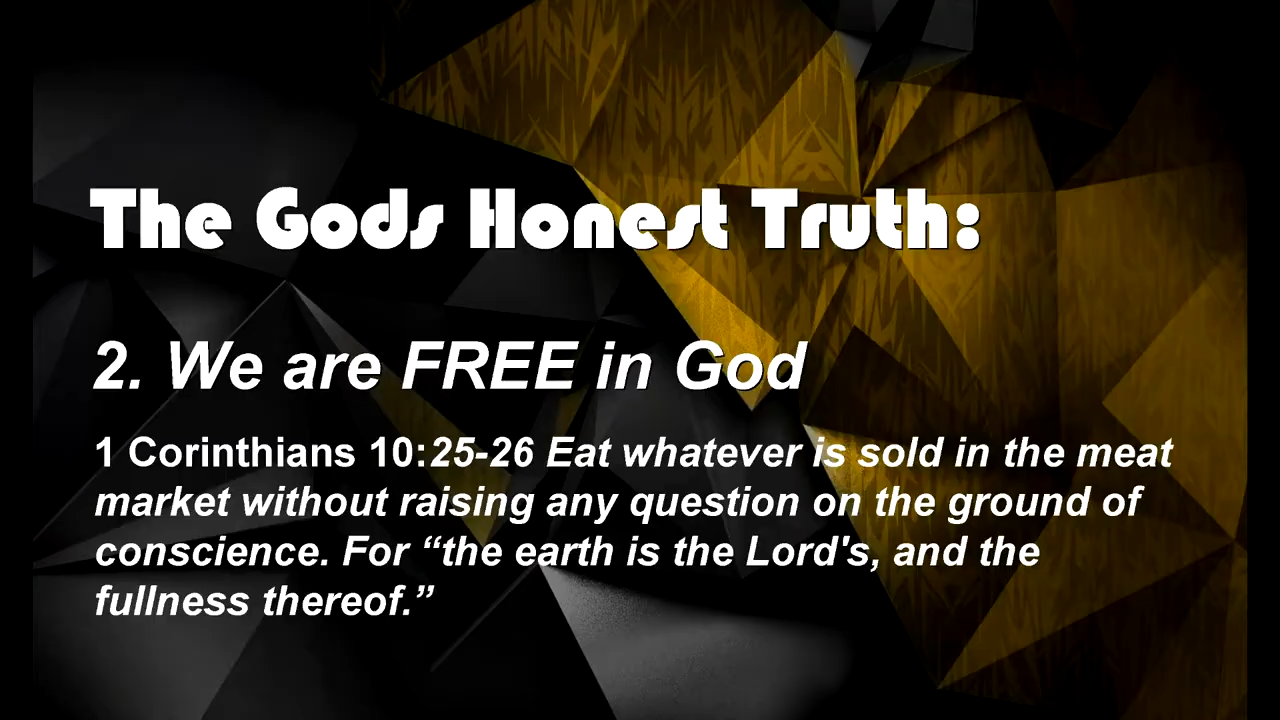 The Gods Honest Truth:
2. We are FREE in God
1 Corinthians 10:25-26 Eat whatever is sold in the meat
market without raising any question on the ground of
conscience. For “the earth is the Lord's, and the
fullness thereof.”